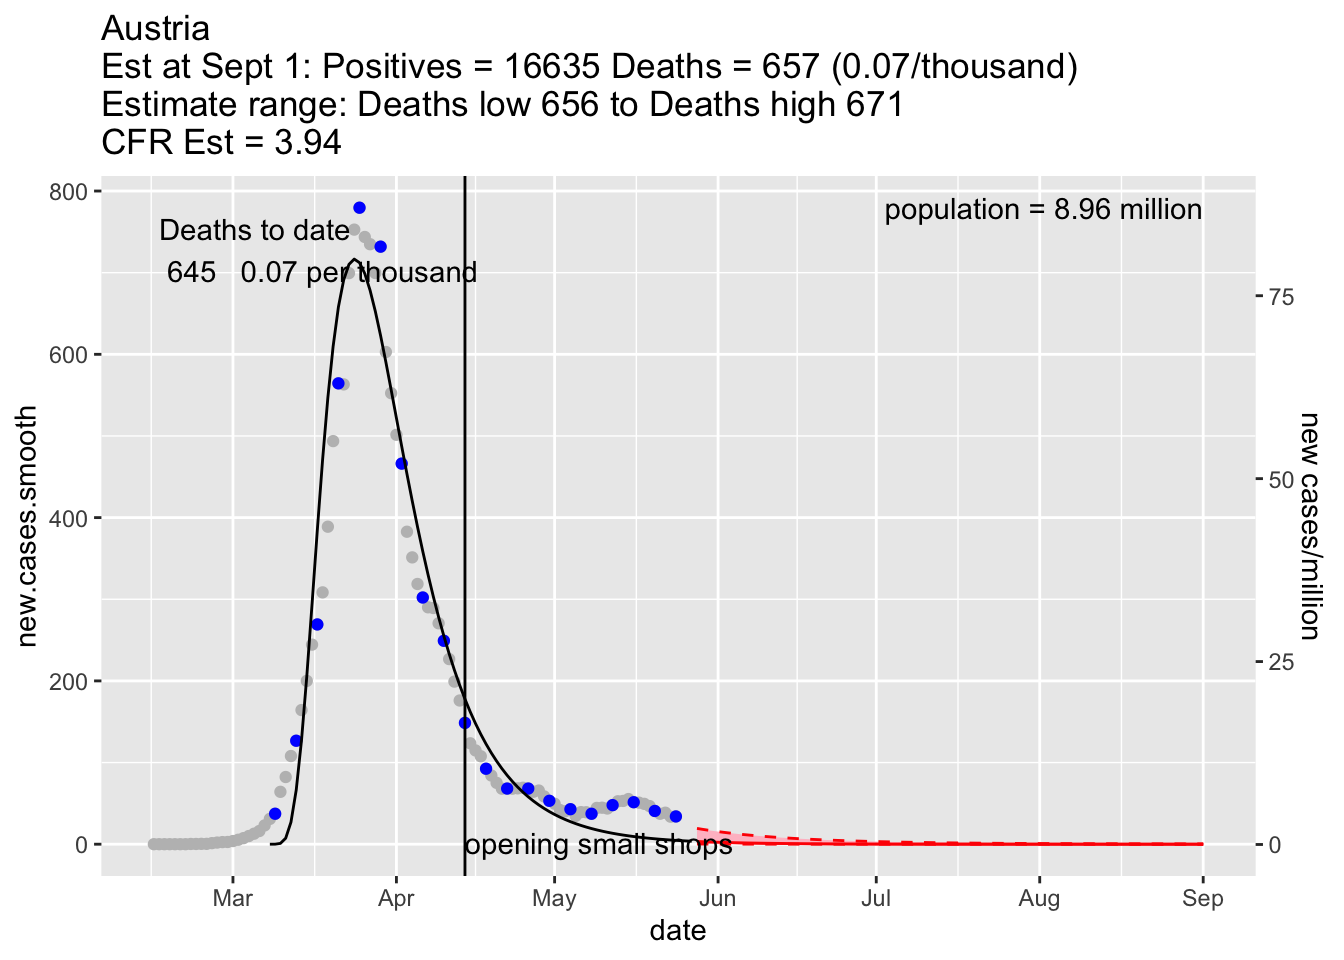 Austria
Est at Sept 1: Positives = 16635 Deaths = 657 (0.07/thousand)
Estimate range: Deaths low 656 to Deaths high 671
CFR Est = 3.94
800
600
400
200
0
new.cases.smooth
Deaths to date
645 0.07 per thousand
population = 8.96 million
opening small shops
75
50
25
0
new cases/million
Mar Apr May Jun Jul Aug Sep
date